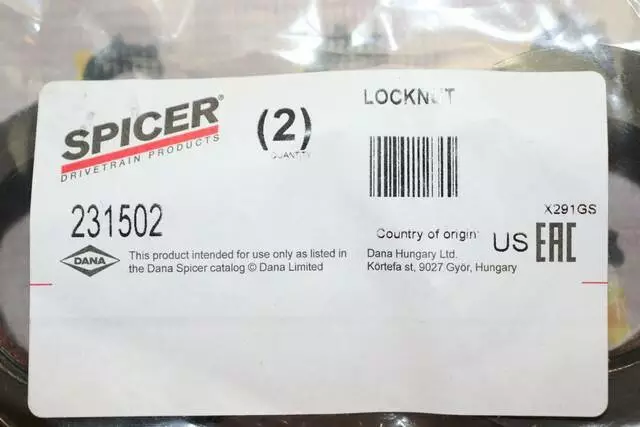 SPICER®
DRIVETRAIN PRODUCTS
(2)
QUANTITY
LOCKNUT
231502
X291GS
Country of origin: US
EAC
DANA
This product intended for use only as listed in
the Dana Spicer catalog © Dana Limited
Dana Hungary Ltd.
Körtefa st, 9027 Györ, Hungary